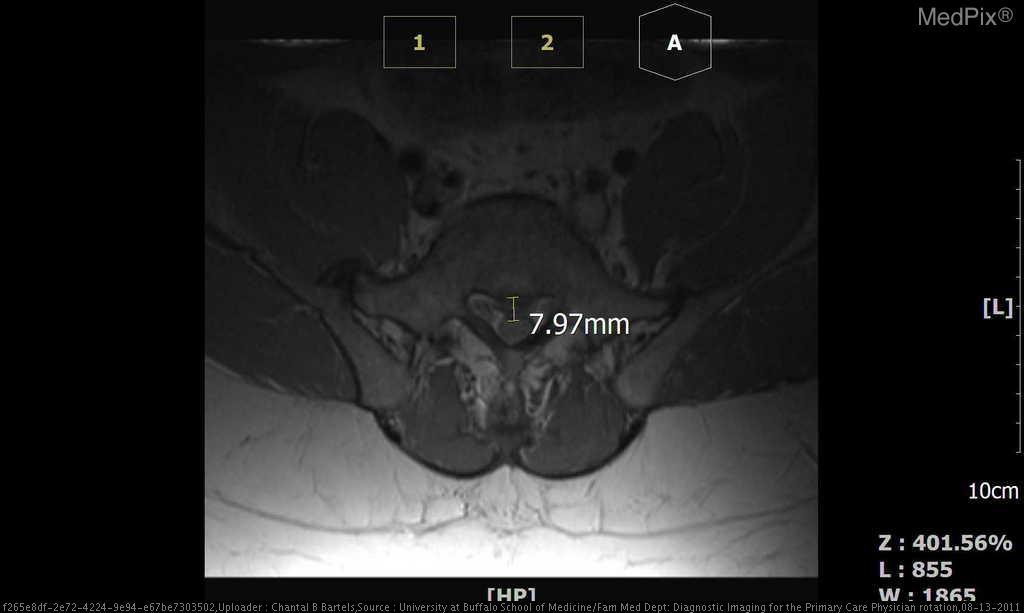 MedPix®
1 2 A
[L]
7.97mm
10cm
Z : 401.56%
L : 855
W : 1865
[HP]
f265e8df-2e72-4224-9e94-e67be7303502,Uploader : Chantal B Bartels,Source : University at Buffalo School of Medicine/Fam Med Dept: Diagnostic Imaging for the Primary Care Physician rotation,08-13-2011